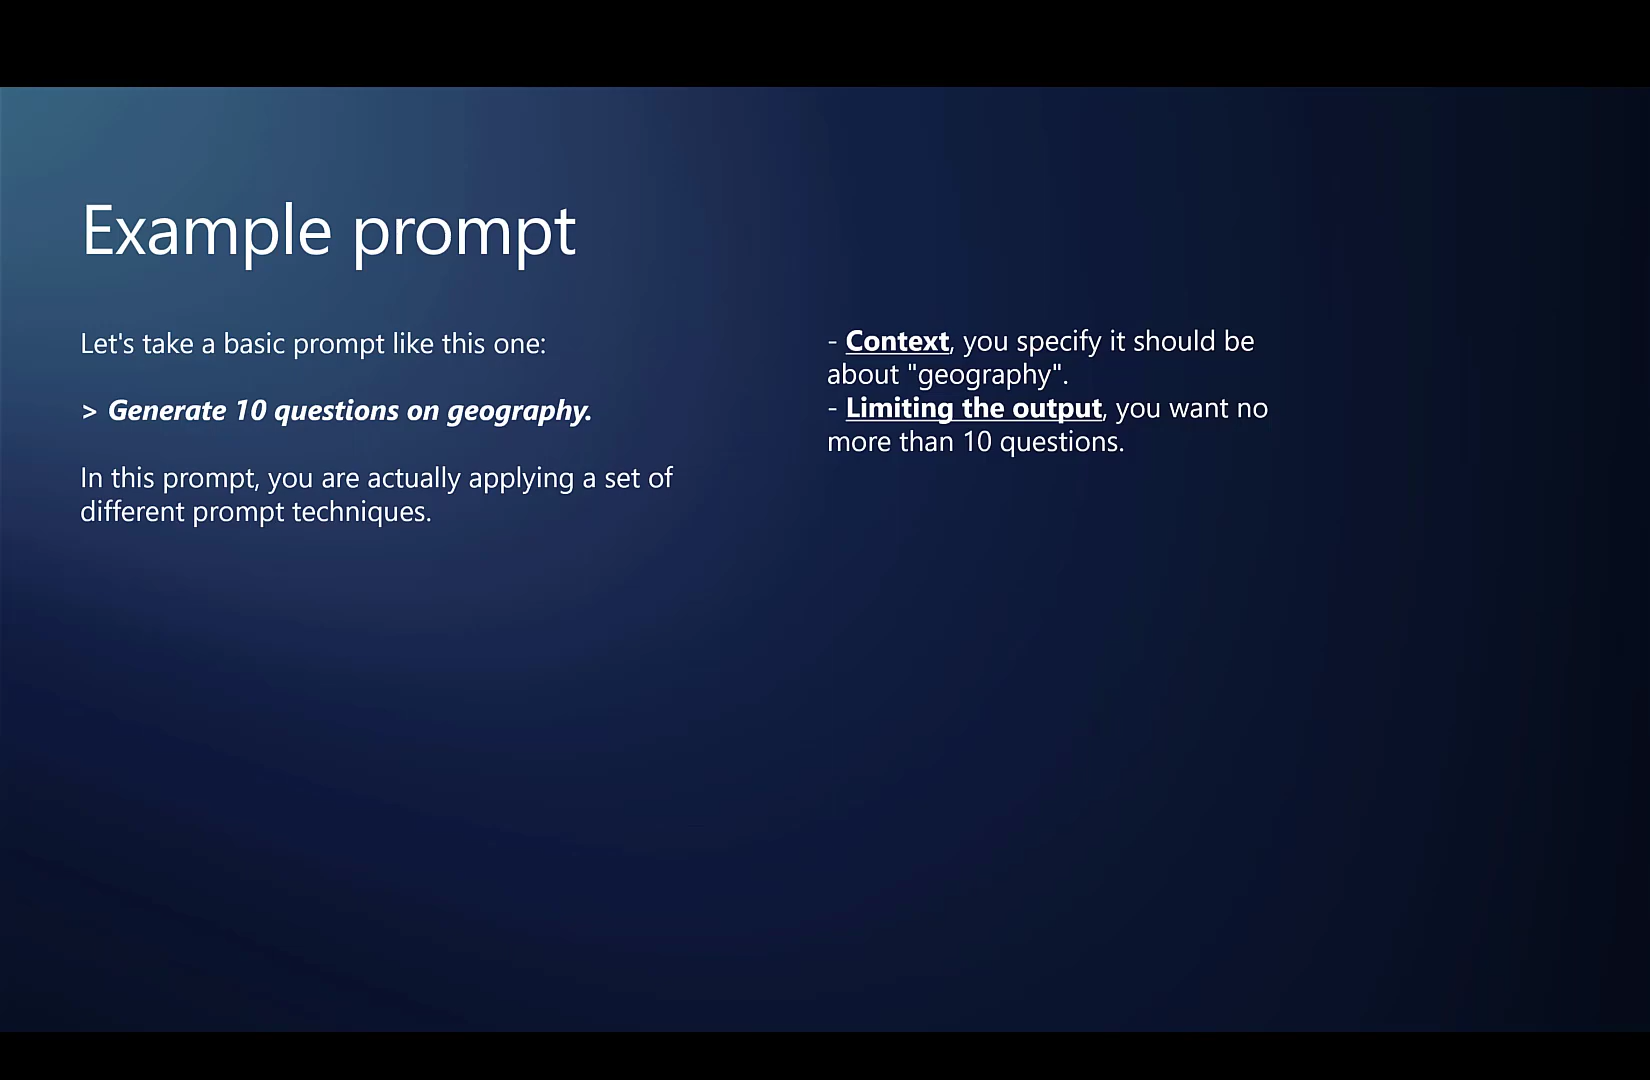 Example prompt
Let's take a basic prompt like this one:
> Generate 10 questions on geography.
In this prompt, you are actually applying a set of
different prompt techniques.
- Context, you specify it should be
about "geography".
- Limiting the output, you want no
more than 10 questions.